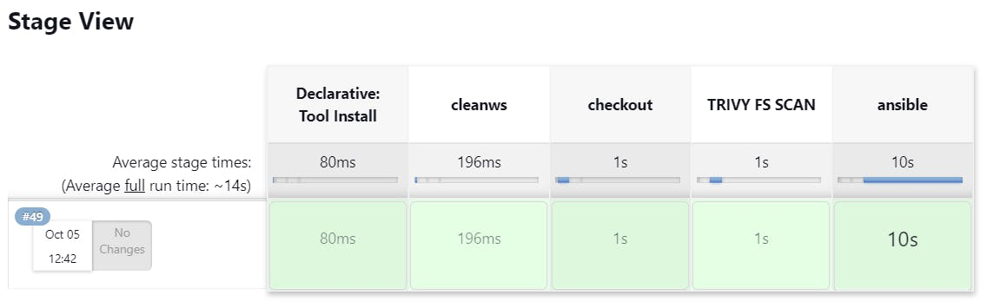 Stage View
Declarative:
Tool Install
cleanws
checkout
TRIVY FS SCAN
ansible
Average stage times:
80ms
196ms
1s
1s
10s
(Average full run time: ~14s)
#49
Oct 05
12:42
No
Changes
80ms
196ms
1s
1s
10s